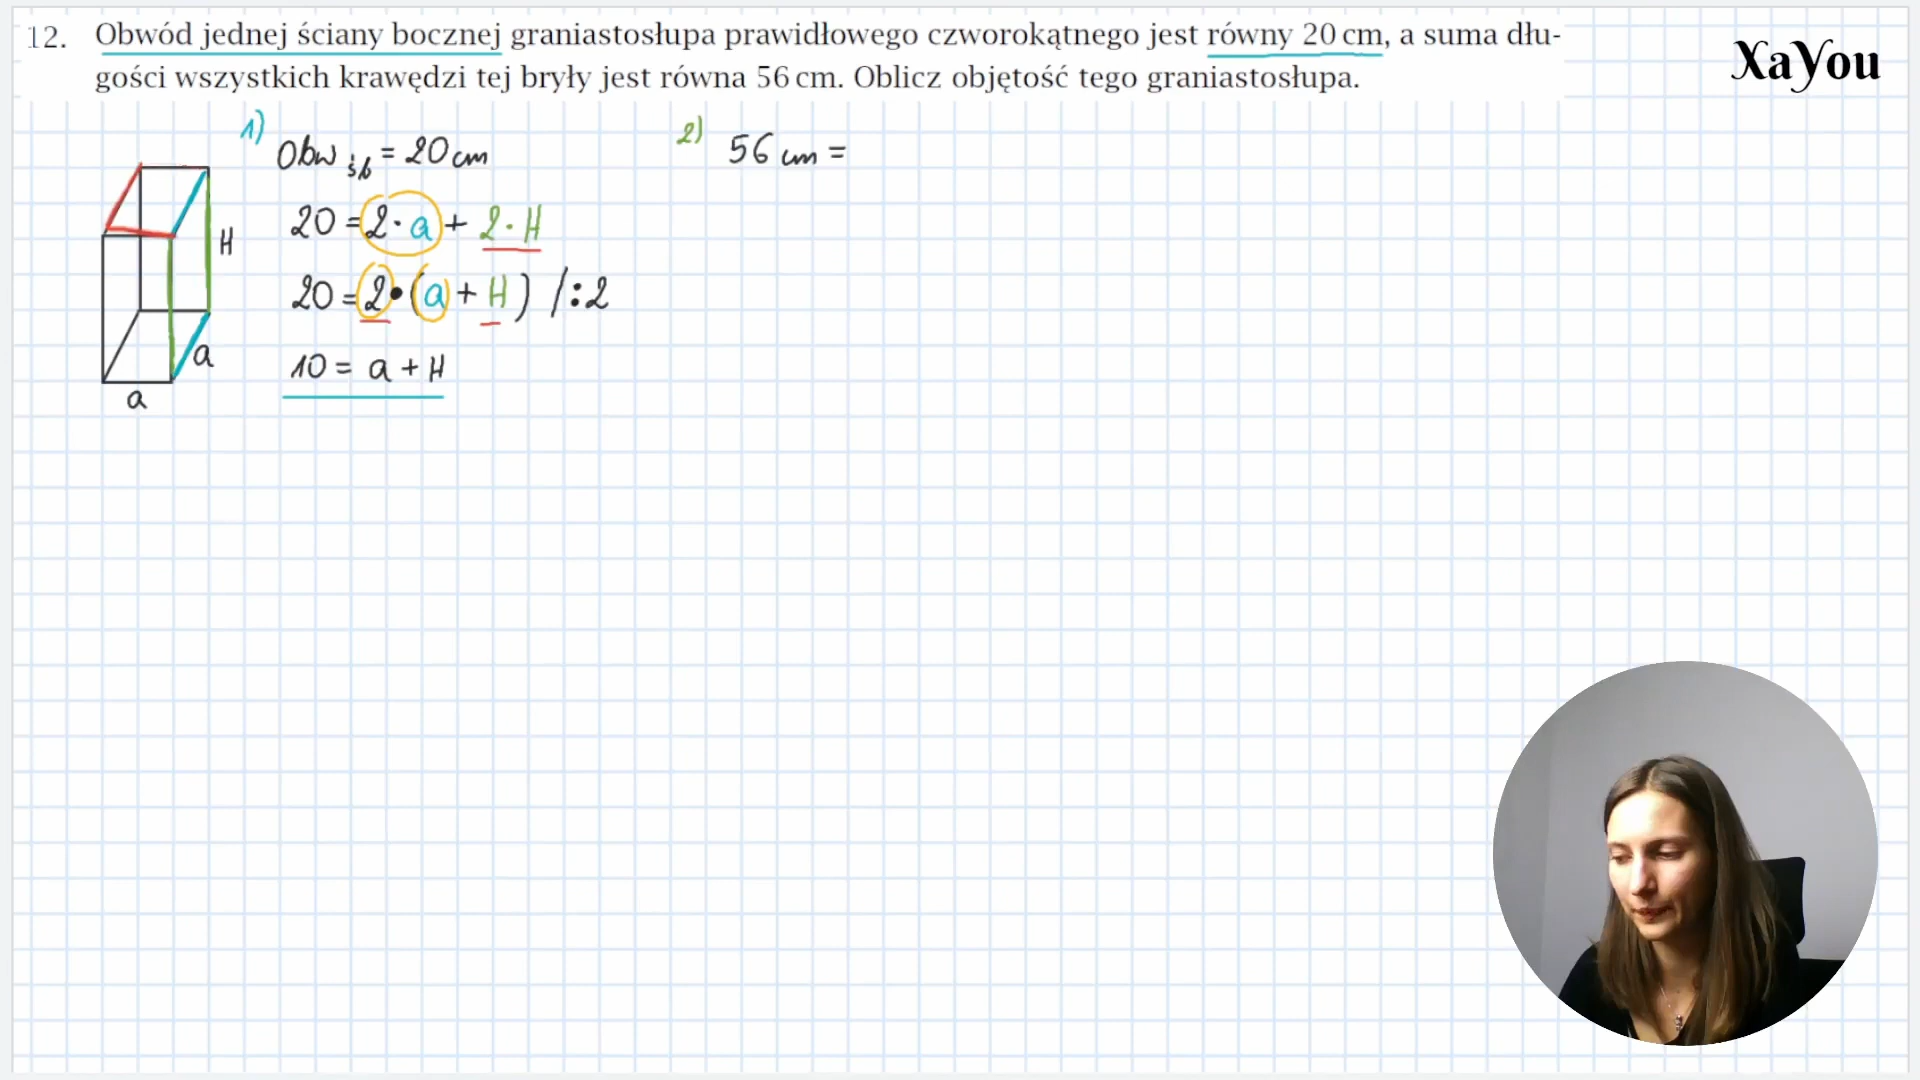 12. Obwód jednej ściany bocznej graniastosłupa prawidłowego czworokątnego jest równy 20 cm, a suma dłu-
gości wszystkich krawędzi tej bryły jest równa 56 cm. Oblicz objętość tego graniastosłupa.
XaYou
1)
Obw śb = 20 cm
20 = 2 · a + 2 · H
20 = 2 • (a + H) /:2
10 = a + H
2)
56 cm =
H
a
a